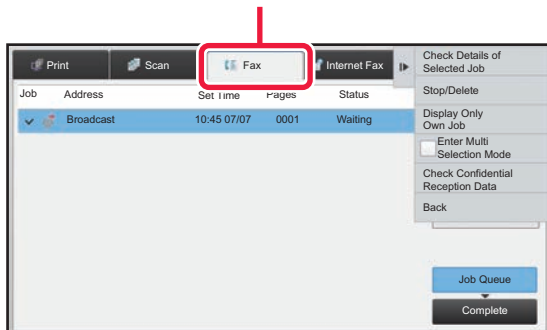 Print Scan Fax Internet Fax
Job Address Set Time Pages Status
Broadcast 10:45 07/07 0001 Waiting
Check Details of
Selected Job
Stop/Delete
Display Only
Own Job
Enter Multi
Selection Mode
Check Confidential
Reception Data
Back
Job Queue
Complete